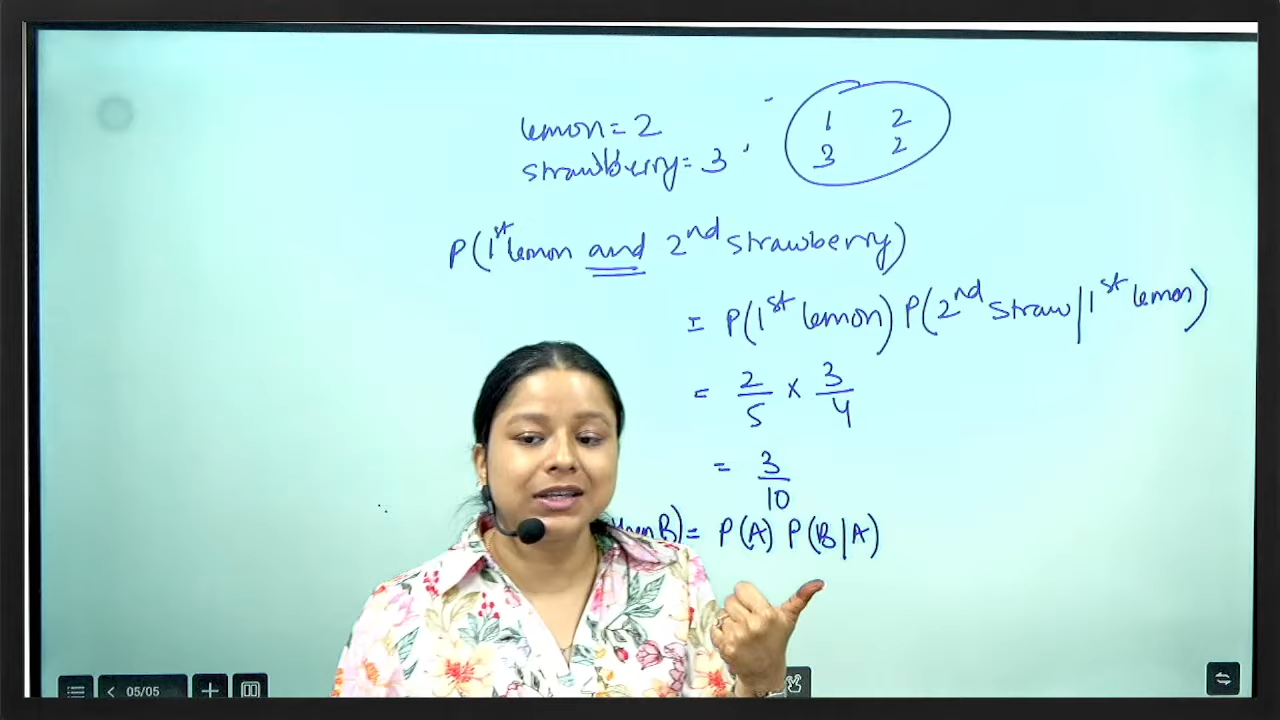 lemon = 2
strawberry = 3
1 2
3 2
P(1st lemon and 2nd strawberry)
= P(1st lemon) P(2nd straw/1st lemon)
= 2/5 × 3/4
= 3/10
B) = P(A) P(B/A)
05/05